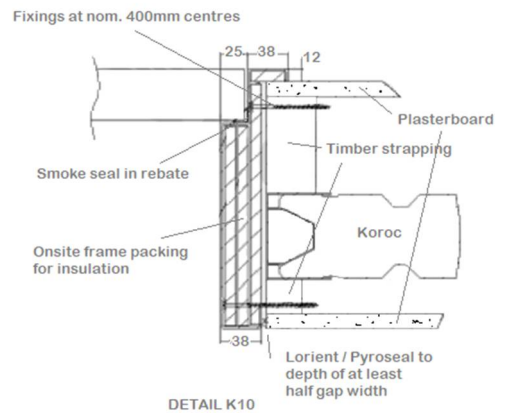 Fixings at nom. 400mm centres
25
38
12
Plasterboard
Timber strapping
Smoke seal in rebate
Koroc
Onsite frame packing
for insulation
38
Lorient / Pyroseal to
depth of at least
half gap width
DETAIL K10